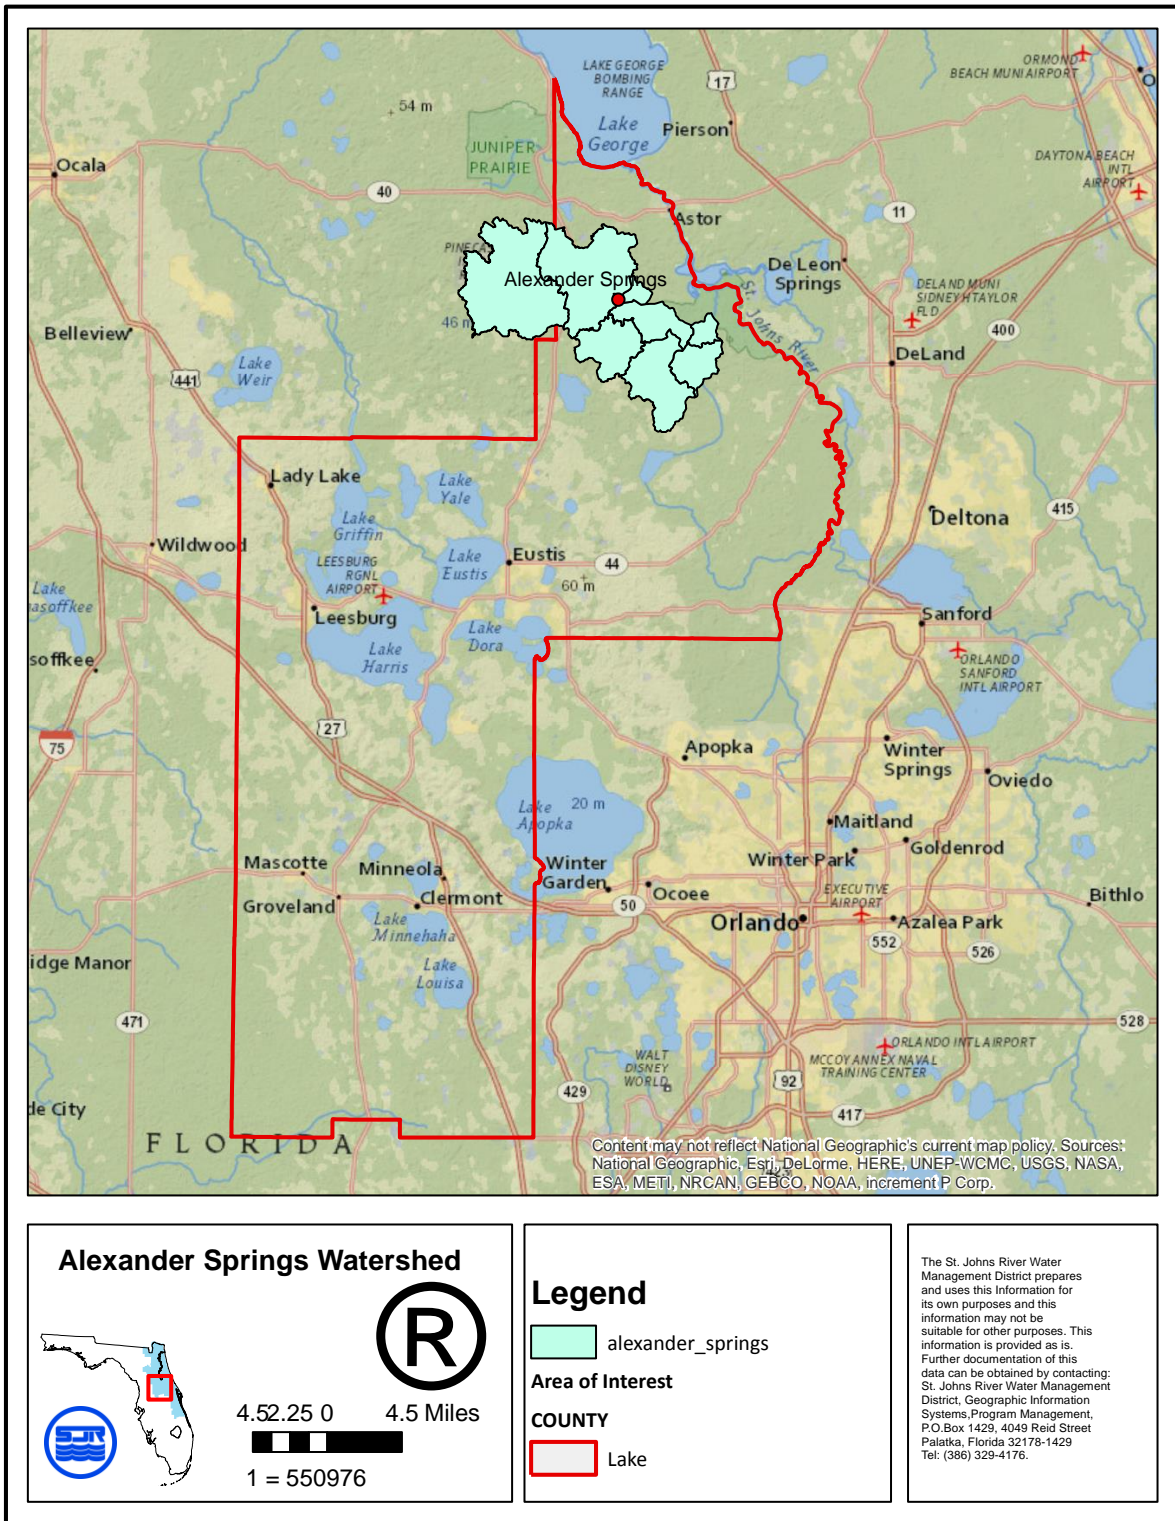 LAKE GEORGE
BOMBING
RANGE
ORMOND
BEACH MUNI AIRPORT
17
54 m
Lake
George
Pierson
JUNIPER
PRAIRIE
DAYTONA BEACH
INTL
AIRPORT
Ocala
40
11
Astor
De Leon
Springs
Alexander Springs
DELAND MUNI
SIDNEY H TAYLOR
FLD
St. Johns River
46 m
Belleview
400
DeLand
Lake
Weir
441
Lady Lake
Lake
Yale
415
Deltona
Lake
Griffin
Wildwood
LEESBURG
RGNL
AIRPORT
Lake
Eustis
Eustis
44
60 m
Lake
asoffkee
Leesburg
Sanford
Lake
Dora
Lake
Harris
soffkee
ORLANDO
SANFORD
INTL AIRPORT
27
75
Apopka
Winter
Springs
Oviedo
Lake
Apopka
20 m
Maitland
Goldenrod
Mascotte
Minneola
Winter
Garden
Winter Park
Groveland
Clermont
50
Ocoee
EXECUTIVE
AIRPORT
Bithlo
Orlando
Azalea Park
Lake
Minnehaha
552
526
idge Manor
Lake
Louisa
471
528
ORLANDO INTL AIRPORT
WALT
DISNEY
WORLD
MCCOY ANNEX NAVAL
TRAINING CENTER
429
92
417
de City
FLORIDA
Content may not reflect National Geographic's current map policy. Sources:
National Geographic, Esri, DeLorme, HERE, UNEP-WCMC, USGS, NASA,
ESA, METI, NRCAN, GEBCO, NOAA, increment P Corp.
Alexander Springs Watershed
®
SJR
4.5 2.25 0 4.5 Miles
1 = 550976
Legend
alexander_springs
Area of Interest
COUNTY
Lake
The St. Johns River Water
Management District prepares
and uses this Information for
its own purposes and this
information may not be
suitable for other purposes. This
information is provided as is.
Further documentation of this
data can be obtained by contacting:
St. Johns River Water Management
District, Geographic Information
Systems,Program Management,
P.O.Box 1429, 4049 Reid Street
Palatka, Florida 32178-1429
Tel: (386) 329-4176.